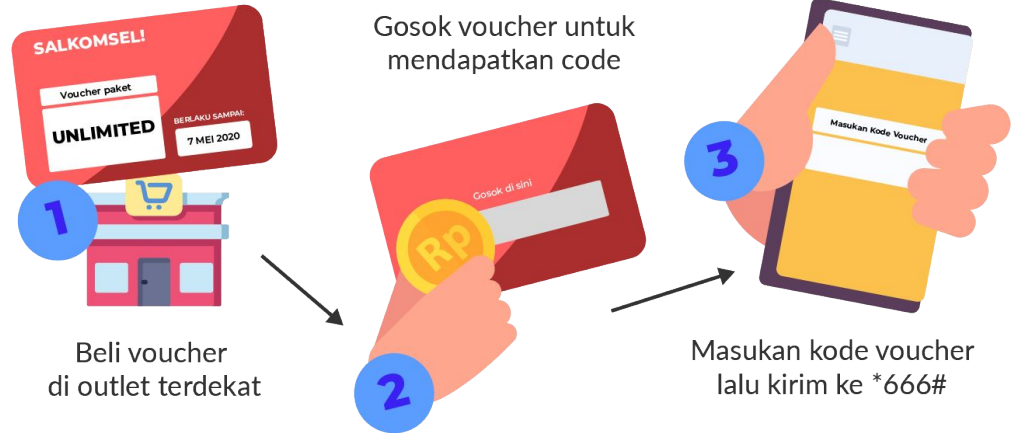 SALKOMSEL!
Voucher paket
UNLIMITED
BERLAKU SAMPAI:
7 MEI 2020
1
Beli voucher
di outlet terdekat
Gosok voucher untuk
mendapatkan code
Gosok di sini
Rp
2
3
Masukan Kode Voucher
Masukan kode voucher
lalu kirim ke *666#